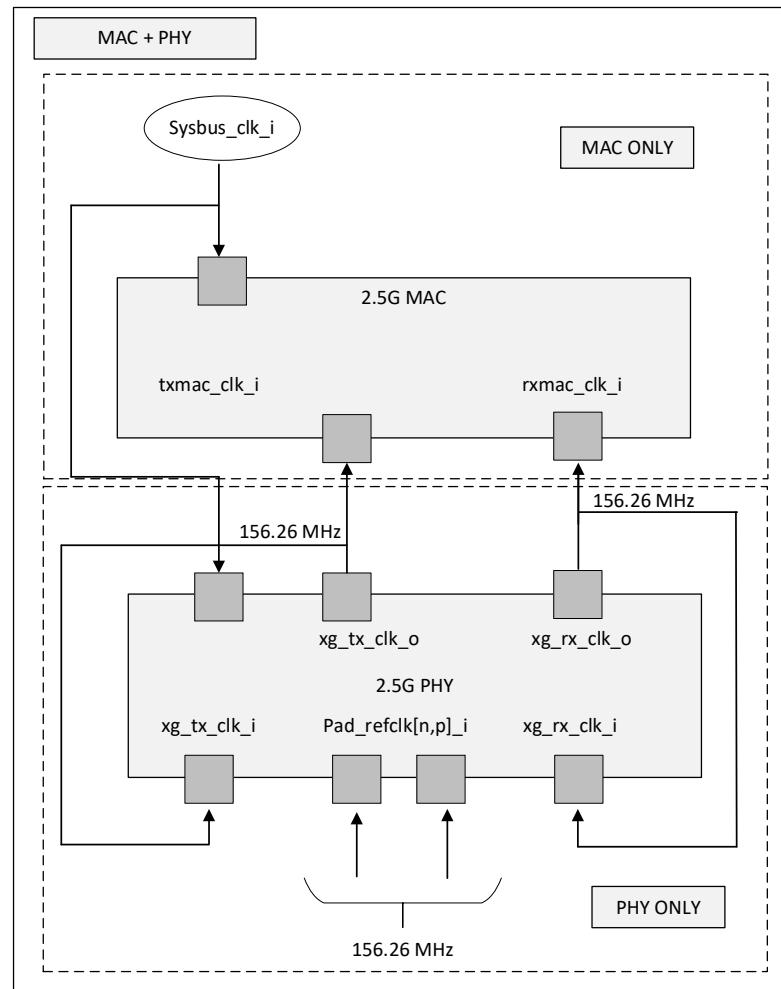 MAC + PHY
Sysbus_clk_i
MAC ONLY
2.5G MAC
txmac_clk_i
rxmac_clk_i
156.26 MHz
156.26 MHz
xg_tx_clk_o
xg_rx_clk_o
2.5G PHY
xg_tx_clk_i
Pad_refclk[n,p]_i
xg_rx_clk_i
PHY ONLY
156.26 MHz